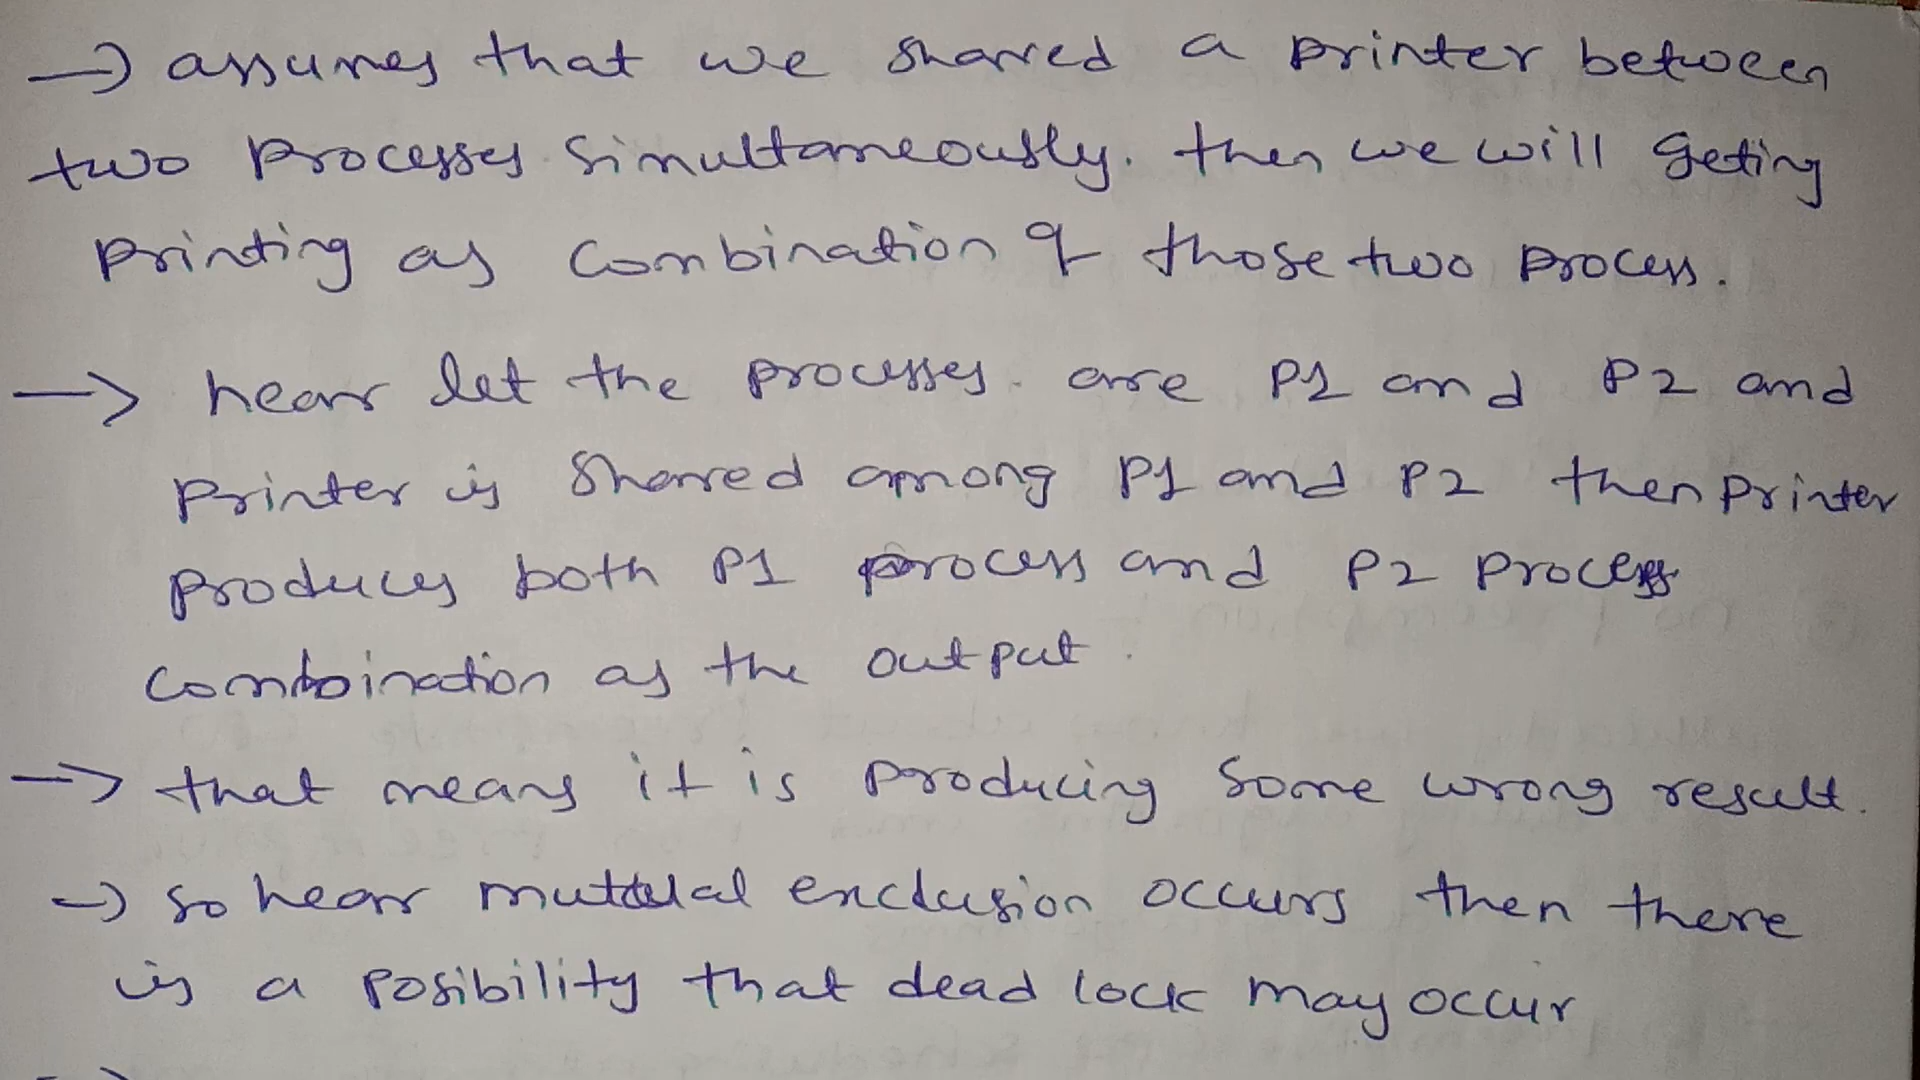 → assumes that we shared a printer between
two processes simultaneously. then we will geting
printing as combination of those two process.
→ hear let the processes are P1 and P2 and
printer is shared among P1 and P2 then printer
produces both P1 process and P2 process
combination as the output.
→ that means it is producing some wrong result.
→ so hear mutual exclusion occurs then there
is a posibility that dead lock may occur